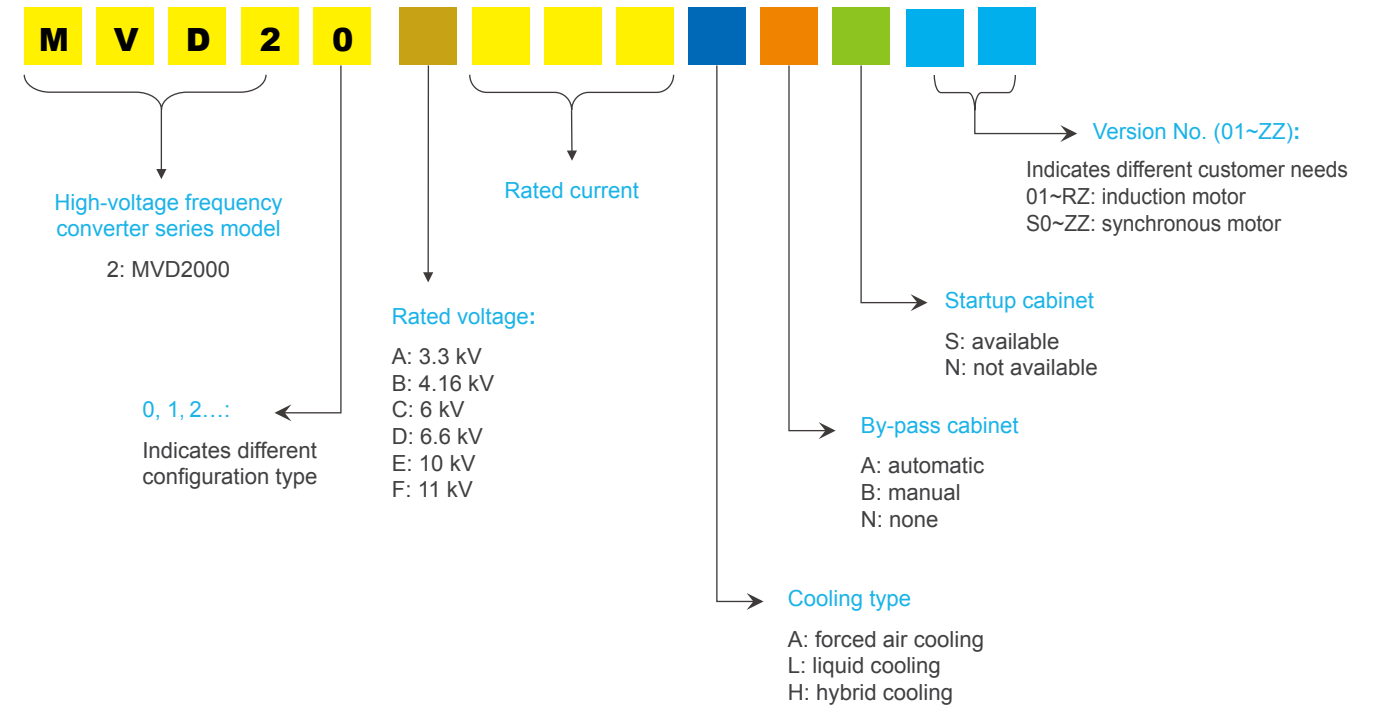 M V D 2 0
Version No. (01~ZZ):
Indicates different customer needs
01~RZ: induction motor
S0~ZZ: synchronous motor
High-voltage frequency
converter series model
2: MVD2000
Rated current
Startup cabinet
S: available
N: not available
Rated voltage:
A: 3.3 kV
B: 4.16 kV
C: 6 kV
D: 6.6 kV
E: 10 kV
F: 11 kV
0, 1, 2…:
Indicates different
configuration type
By-pass cabinet
A: automatic
B: manual
N: none
Cooling type
A: forced air cooling
L: liquid cooling
H: hybrid cooling